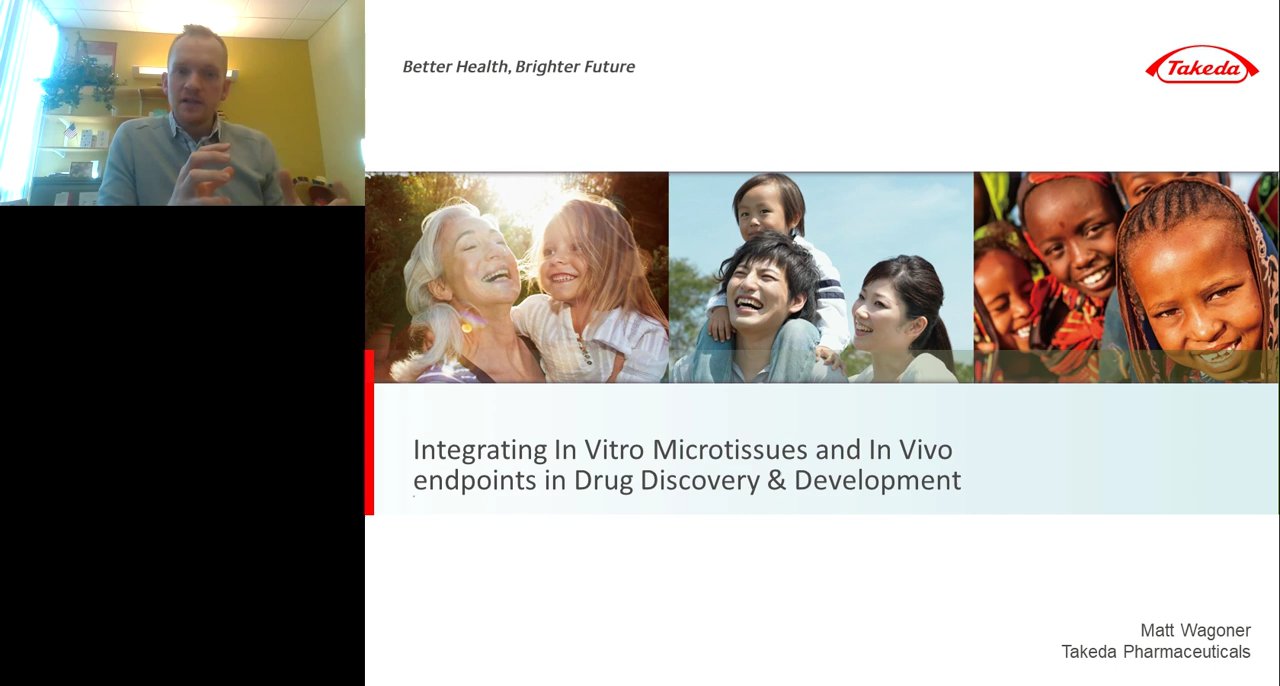 Better Health, Brighter Future
Takeda
Integrating In Vitro Microtissues and In Vivo
endpoints in Drug Discovery & Development
Matt Wagoner
Takeda Pharmaceuticals